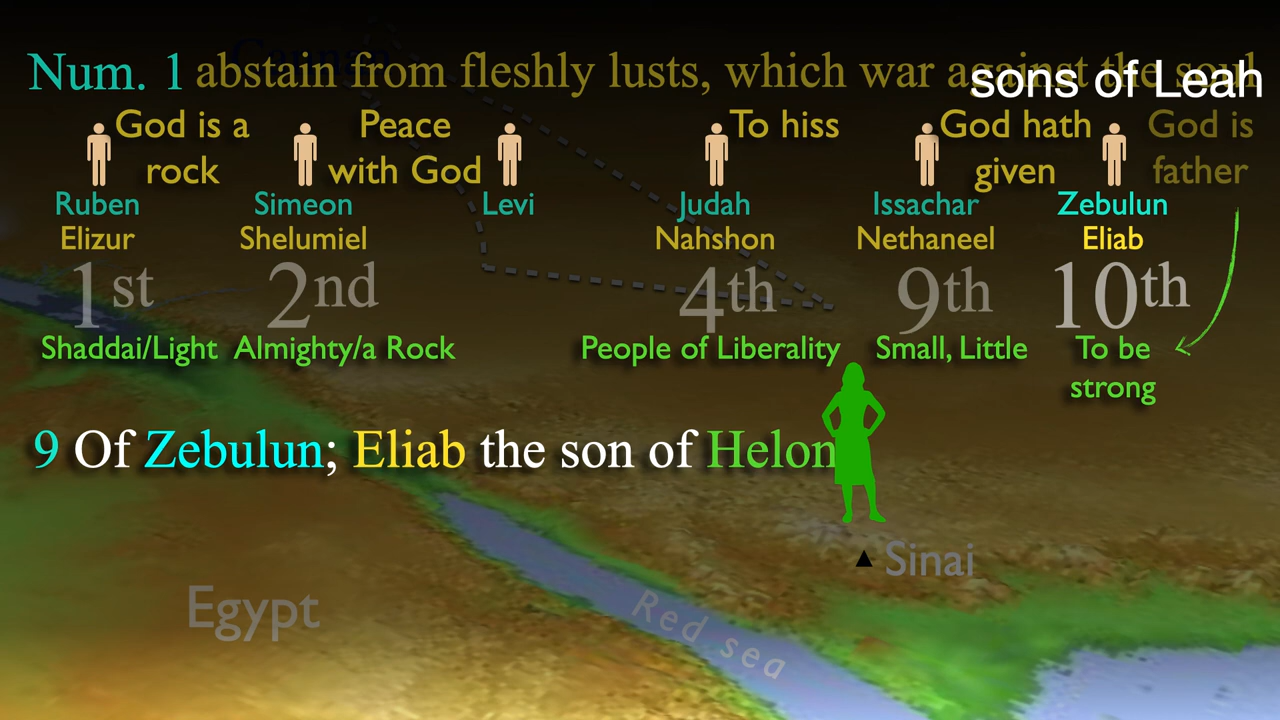 Canaan
Num. 1 abstain from fleshly lusts, which war against the soul
sons of Leah
God is a rock
Peace with God
To hiss
God hath given
God is father
Ruben Simeon Levi Judah Issachar Zebulun
Elizur Shelumiel Nahshon Nethaneel Eliab
1st 2nd 4th 9th 10th
Shaddai/Light Almighty/a Rock People of Liberality Small, Little To be strong
9 Of Zebulun; Eliab the son of Helon
Sinai
Egypt
Red sea